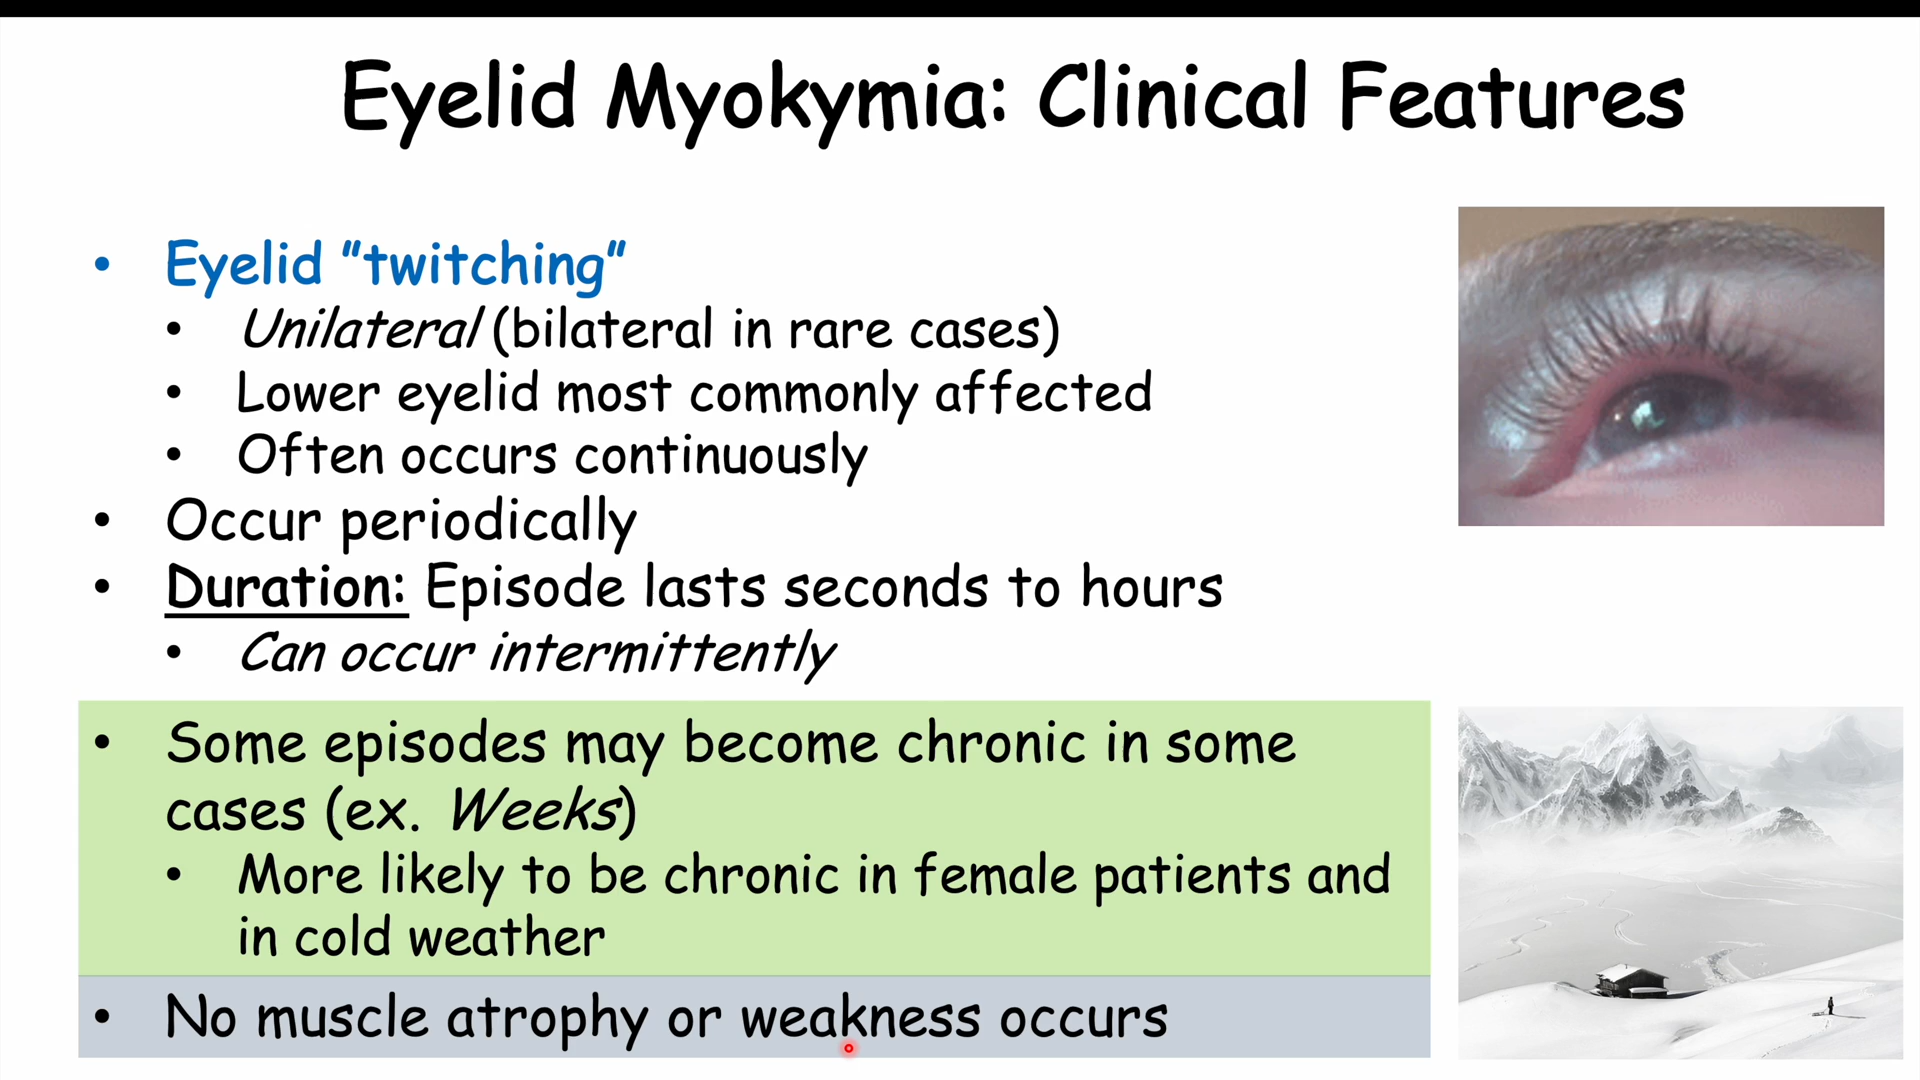 Eyelid Myokymia: Clinical Features
• Eyelid "twitching"
• Unilateral (bilateral in rare cases)
• Lower eyelid most commonly affected
• Often occurs continuously
• Occur periodically
• Duration: Episode lasts seconds to hours
• Can occur intermittently
• Some episodes may become chronic in some
cases (ex. Weeks)
• More likely to be chronic in female patients and
in cold weather
• No muscle atrophy or weakness occurs